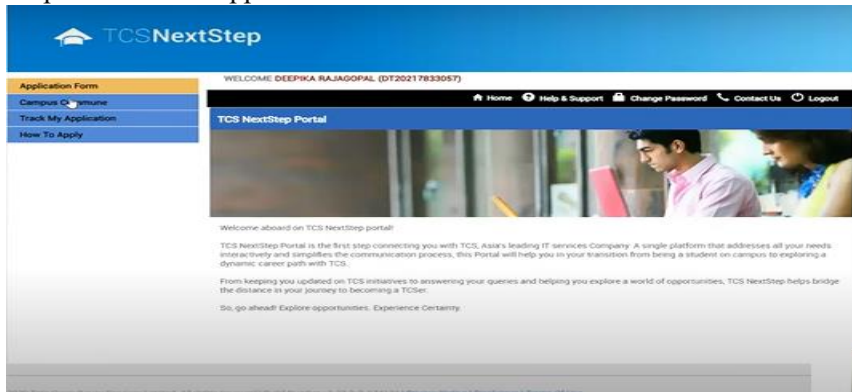 TCS NextStep
WELCOME DEEPIKA RAJAGOPAL (DT20217833057)
Application Form
Campus Commune
Track My Application
How To Apply
Home Help & Support Change Password Contact Us Logout
TCS NextStep Portal
Welcome aboard on TCS NextStep portal!
TCS NextStep Portal is the first step connecting you with TCS, Asia's leading IT services Company. A single platform that addresses all your needs
interactively and simplifies the communication process, this Portal will help you in your transition from being a student on campus to exploring a
dynamic career path with TCS.
From keeping you updated on TCS initiatives to answering your queries and helping you explore a world of opportunities, TCS NextStep helps bridge
the distance in your journey to becoming a TCSer.
So, go ahead! Explore opportunities. Experience Certainty.